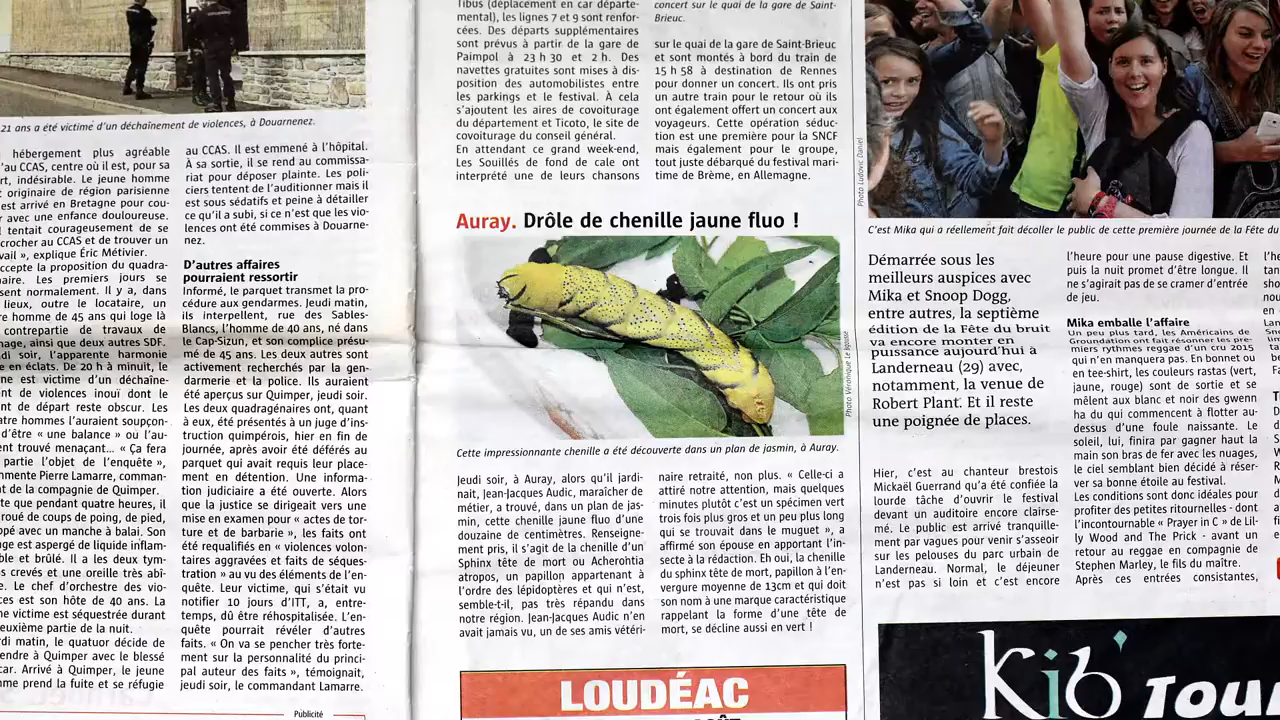 21 ans a été victime d'un déchaînement de violences, à Douarnenez.
hébergement plus agréable
'au CCAS, centre où il est, pour sa
rt, indésirable. Le jeune homme
t originaire de région parisienne
est arrivé en Bretagne pour cou-
r avec une enfance douloureuse.
l tentait courageusement de se
crocher au CCAS et de trouver un
vail », explique Éric Métivier.
ccepte la proposition du quadra-
naire. Les premiers jours se
ssent normalement. Il y a, dans
lieux, outre le locataire, un
re homme de 45 ans qui loge là
contrepartie de travaux de
nage, ainsi que deux autres SDF.
di soir, l'apparente harmonie
e en éclats. De 20 h à minuit, le
ne est victime d'un déchaîne-
nt de violences inouï dont le
nt de départ reste obscur. Les
tre hommes l'auraient soupçon-
d'être « une balance » ou l'au-
ent trouvé menaçant... « Ça fera
partie l'objet de l'enquête »,
mmente Pierre Lamarre, comman-
t de la compagnie de Quimper.
te que pendant quatre heures, il
roué de coups de poing, de pied,
ppé avec un manche à balai. Son
ge est aspergé de liquide inflam-
ble et brûlé. Il a les deux tym-
s crevés et une oreille très abî-
e. Le chef d'orchestre des vio-
ces est son hôte de 40 ans. La
ne victime est séquestrée durant
euxième partie de la nuit.
rdi matin, le quatuor décide de
endre à Quimper avec le blessé
car. Arrivé à Quimper, le jeune
mme prend la fuite et se réfugie
au CCAS. Il est emmené à l'hôpital.
À sa sortie, il se rend au commissa-
riat pour déposer plainte. Les poli-
ciers tentent de l'auditionner mais il
est sous sédatifs et peine à détailler
ce qu'il a subi, si ce n'est que les vio-
lences ont été commises à Douarne-
nez.
D'autres affaires
pourraient ressortir
Informé, le parquet transmet la pro-
cédure aux gendarmes. Jeudi matin,
ils interpellent, rue des Sables-
Blancs, l'homme de 40 ans, né dans
le Cap-Sizun, et son complice présu-
mé de 45 ans. Les deux autres sont
activement recherchés par la gen-
darmerie et la police. Ils auraient
été aperçus sur Quimper, jeudi soir.
Les deux quadragénaires ont, quant
à eux, été présentés à un juge d'ins-
truction quimpérois, hier en fin de
journée, après avoir été déférés au
parquet qui avait requis leur place-
ment en détention. Une informa-
tion judiciaire a été ouverte. Alors
que la justice se dirigeait vers une
mise en examen pour « actes de tor-
ture et de barbarie », les faits ont
été requalifiés en « violences volon-
taires aggravées et faits de séques-
tration » au vu des éléments de l'en-
quête. Leur victime, qui s'était vu
notifier 10 jours d'ITT, a, entre-
temps, dû être réhospitalisée. L'en-
quête pourrait révéler d'autres
faits. « On va se pencher très forte-
ment sur la personnalité du princi-
pal auteur des faits », témoignait,
jeudi soir, le commandant Lamarre.
Publicité
Tibus (déplacement en car départe-
mental), les lignes 7 et 9 sont renfor-
cées. Des départs supplémentaires
sont prévus à partir de la gare de
Paimpol à 23 h 30 et 2 h. Des
navettes gratuites sont mises à dis-
position des automobilistes entre
les parkings et le festival. À cela
s'ajoutent les aires de covoiturage
du département et Ticoto, le site de
covoiturage du conseil général.
En attendant ce grand week-end,
Les Souillés de fond de cale ont
interprété une de leurs chansons
concert sur le quai de la gare de Saint-
Brieuc.
sur le quai de la gare de Saint-Brieuc
et sont montés à bord du train de
15 h 58 à destination de Rennes
pour donner un concert. Ils ont pris
un autre train pour le retour où ils
ont également offert un concert aux
voyageurs. Cette opération séduc-
tion est une première pour la SNCF
mais également pour le groupe,
tout juste débarqué du festival mari-
time de Brème, en Allemagne.
Auray. Drôle de chenille jaune fluo !
Photo Véronique Le
Cette impressionnante chenille a été découverte dans un plan de jasmin, à Auray.
Jeudi soir, à Auray, alors qu'il jardi-
nait, Jean-Jacques Audic, maraîcher de
métier, a trouvé, dans un plan de jas-
min, cette chenille jaune fluo d'une
douzaine de centimètres. Renseigne-
ment pris, il s'agit de la chenille d'un
Sphinx tête de mort ou Acherohtia
atropos, un papillon appartenant à
l'ordre des lépidoptères et qui n'est,
semble-t-il, pas très répandu dans
notre région. Jean-Jacques Audic n'en
avait jamais vu, un de ses amis vétéri-
naire retraité, non plus. « Celle-ci a
attiré notre attention, mais quelques
minutes plutôt c'est un spécimen vert
trois fois plus gros et un peu plus long
qui se trouvait dans le muguet », a
affirmé son épouse en apportant l'in-
secte à la rédaction. Eh oui, la chenille
du sphinx tête de mort, papillon à l'en-
vergure moyenne de 13cm et qui doit
son nom à une marque caractéristique
rappelant la forme d'une tête de
mort, se décline aussi en vert !
LOUDÉAC
Photo Ludovic Daniel
C'est Mika qui a réellement fait décoller le public de cette première journée de la Fête du
Démarrée sous les
meilleurs auspices avec
Mika et Snoop Dogg,
entre autres, la septième
édition de la Fête du bruit
va encore monter en
puissance aujourd'hui à
Landerneau (29) avec,
notamment, la venue de
Robert Plant. Et il reste
une poignée de places.
Hier, c'est au chanteur brestois
Mickaël Guerrand qu'a été confiée la
lourde tâche d'ouvrir le festival
devant un auditoire encore clairse-
mé. Le public est arrivé tranquille-
ment par vagues pour venir s'asseoir
sur les pelouses du parc urbain de
Landerneau. Normal, le déjeuner
n'est pas si loin et c'est encore
l'heure pour une pause digestive. Et
puis la nuit promet d'être longue. Il
ne s'agirait pas de se cramer d'entrée
de jeu.
Mika emballe l'affaire
Un peu plus tard, les Américains de
Groundation ont fait résonner les pre-
miers rythmes reggae d'un cru 2015
qui n'en manquera pas. En bonnet ou
en tee-shirt, les couleurs rastas (vert,
jaune, rouge) sont de sortie et se
mêlent aux blanc et noir des gwenn
ha du qui commencent à flotter au-
dessus d'une foule naissante. Le
soleil, lui, finira par gagner haut la
main son bras de fer avec les nuages,
le ciel semblant bien décidé à réser-
ver sa bonne étoile au festival.
Les conditions sont donc idéales pour
profiter des petites ritournelles - dont
l'incontournable « Prayer in C » de Lil-
ly Wood and The Prick - avant un
retour au reggae en compagnie de
Stephen Marley, le fils du maître.
Après ces entrées consistantes,
Kib' Tour